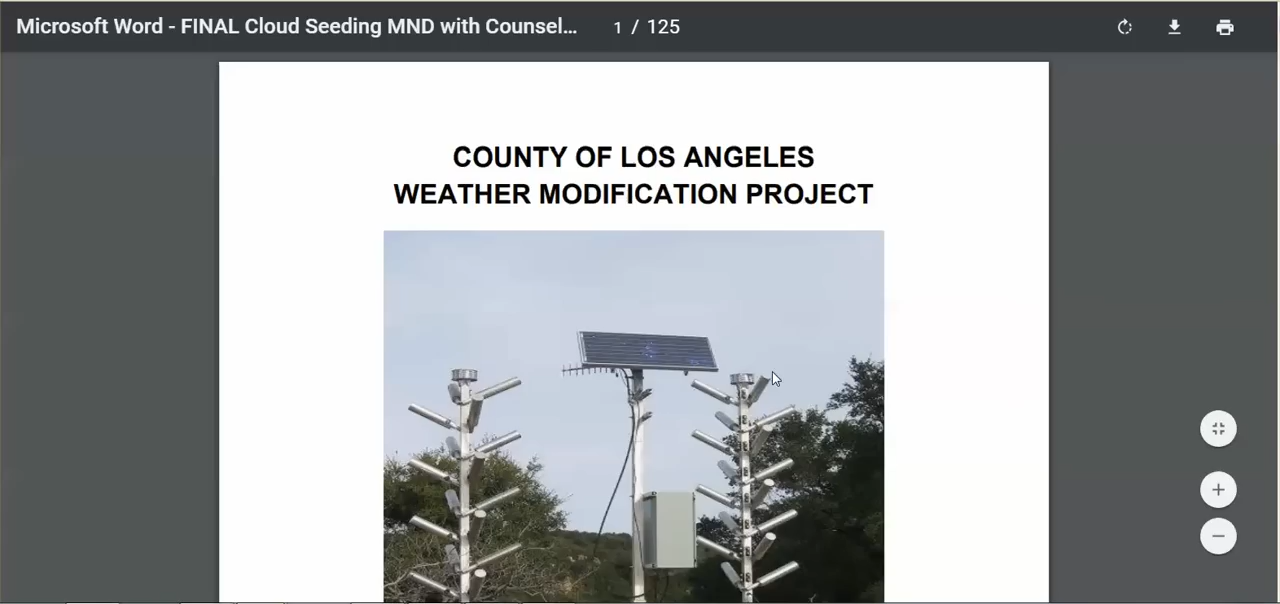 Microsoft Word - FINAL Cloud Seeding MND with Counsel... 1 / 125
COUNTY OF LOS ANGELES
WEATHER MODIFICATION PROJECT